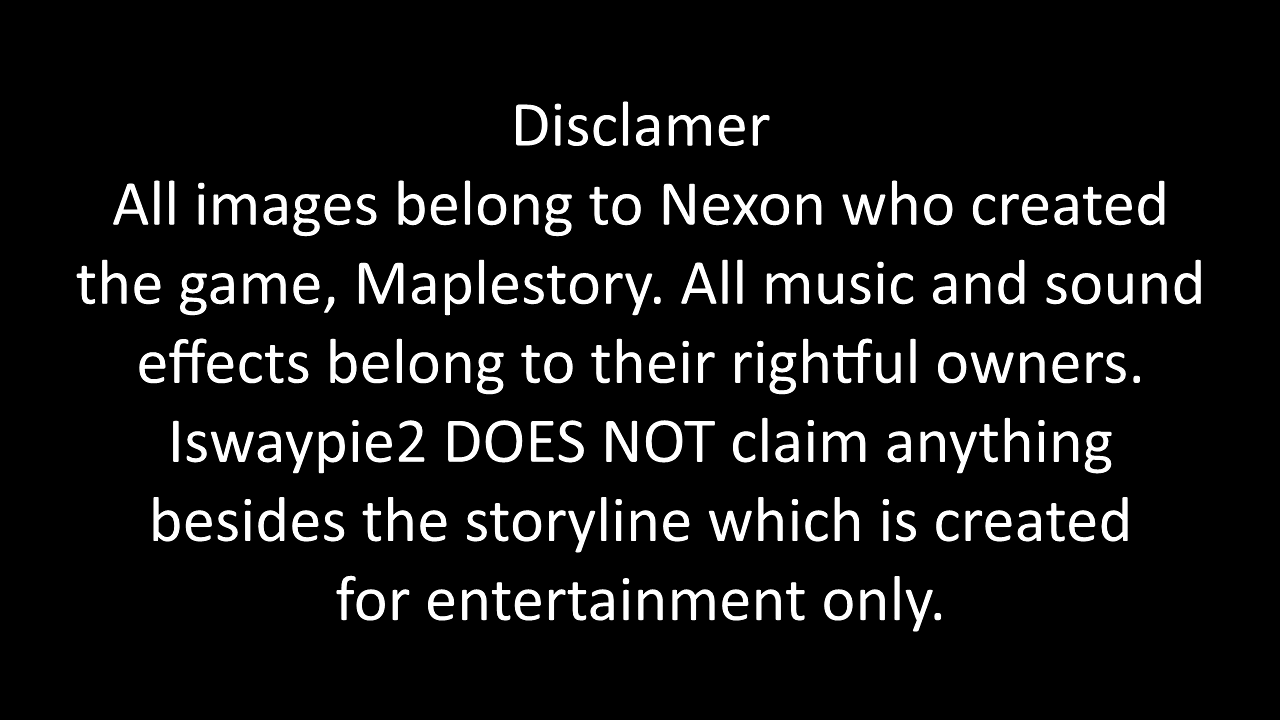 Disclamer
All images belong to Nexon who created
the game, Maplestory. All music and sound
effects belong to their rightful owners.
Iswaypie2 DOES NOT claim anything
besides the storyline which is created
for entertainment only.